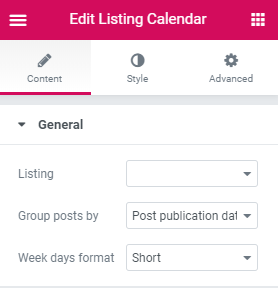 Edit Listing Calendar
Content Style Advanced
General
Listing
Group posts by Post publication dat
Week days format Short